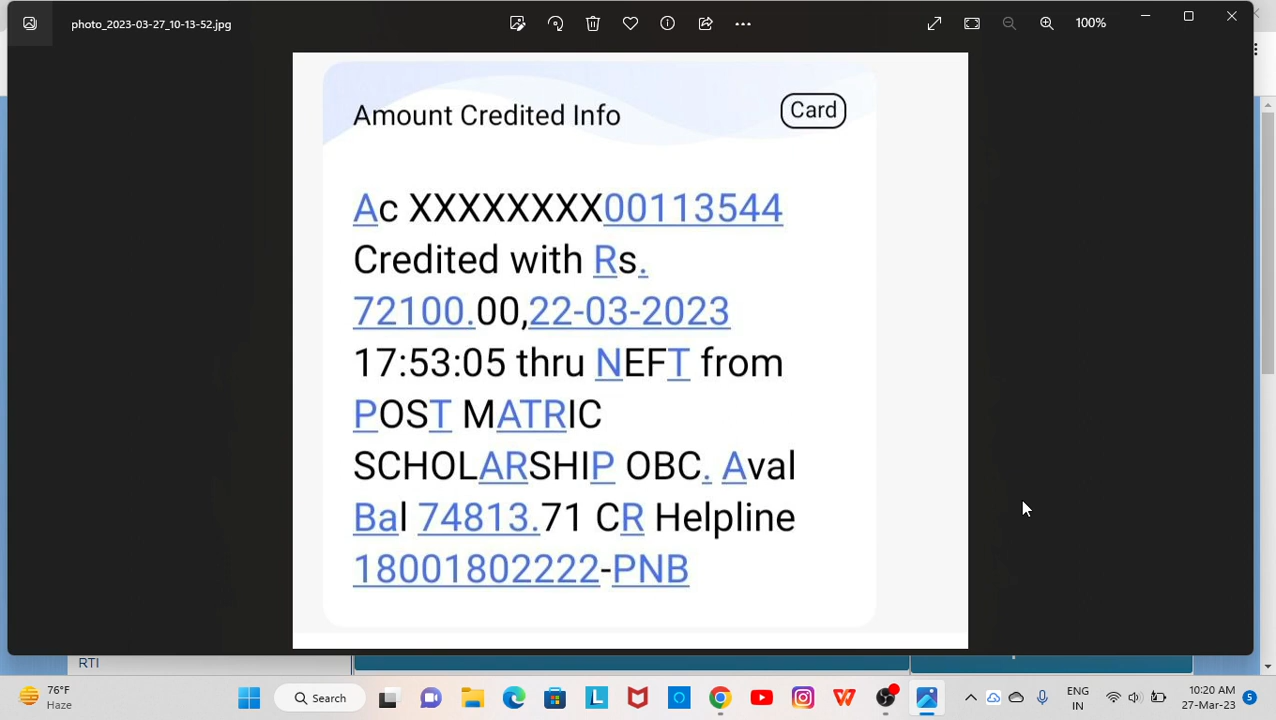 photo_2023-03-27_10-13-52.jpg
100%
Amount Credited Info
Card
Ac XXXXXXXX00113544
Credited with Rs.
72100.00,22-03-2023
17:53:05 thru NEFT from
POST MATRIC
SCHOLARSHIP OBC. Aval
Bal 74813.71 CR Helpline
18001802222-PNB
RTI
76°F
Haze
Search
L
W
ENG
IN
10:20 AM
27-Mar-23
5